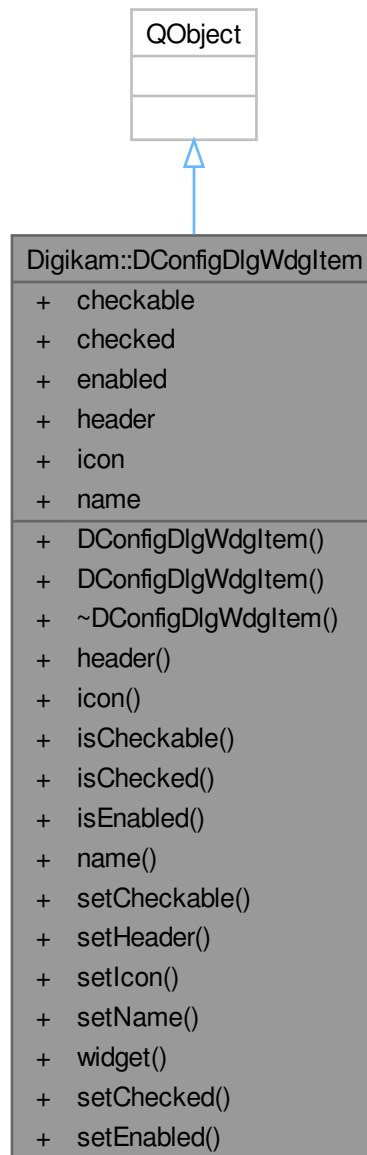 QObject
Digikam::DConfigDlgWdgItem
+ checkable
+ checked
+ enabled
+ header
+ icon
+ name
+ DConfigDlgWdgItem()
+ DConfigDlgWdgItem()
+ ~DConfigDlgWdgItem()
+ header()
+ icon()
+ isCheckable()
+ isChecked()
+ isEnabled()
+ name()
+ setCheckable()
+ setHeader()
+ setIcon()
+ setName()
+ widget()
+ setChecked()
+ setEnabled()